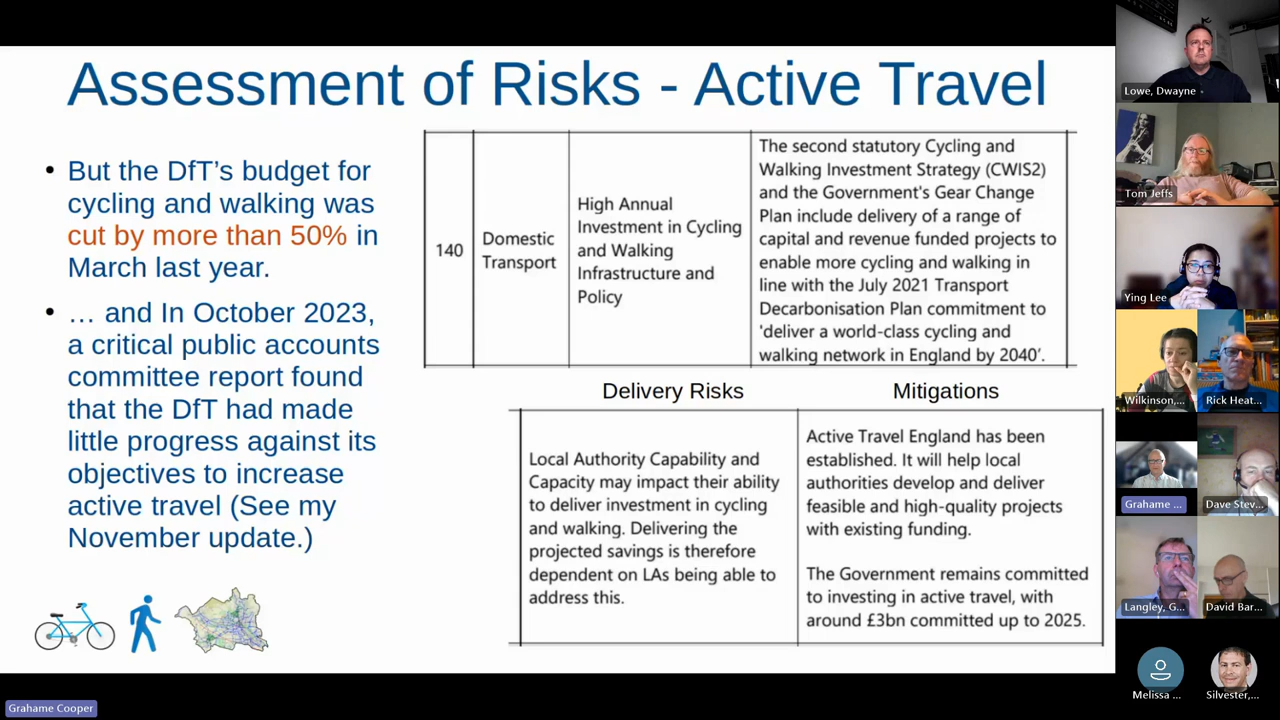 Assessment of Risks - Active Travel
• But the DfT’s budget for
cycling and walking was
cut by more than 50% in
March last year.
• … and In October 2023,
a critical public accounts
committee report found
that the DfT had made
little progress against its
objectives to increase
active travel (See my
November update.)
140
Domestic
Transport
High Annual
Investment in Cycling
and Walking
Infrastructure and
Policy
The second statutory Cycling and
Walking Investment Strategy (CWIS2)
and the Government's Gear Change
Plan include delivery of a range of
capital and revenue funded projects to
enable more cycling and walking in
line with the July 2021 Transport
Decarbonisation Plan commitment to
'deliver a world-class cycling and
walking network in England by 2040’.
Delivery Risks
Mitigations
Local Authority Capability and
Capacity may impact their ability
to deliver investment in cycling
and walking. Delivering the
projected savings is therefore
dependent on LAs being able to
address this.
Active Travel England has been
established. It will help local
authorities develop and deliver
feasible and high-quality projects
with existing funding.
The Government remains committed
to investing in active travel, with
around £3bn committed up to 2025.
Grahame Cooper
Lowe, Dwayne
Tom Jeffs
Ying Lee
Wilkinson,...
Rick Heat...
Grahame ...
Dave Stev...
Langley, G...
David Bar...
Melissa ...
Silvester,...